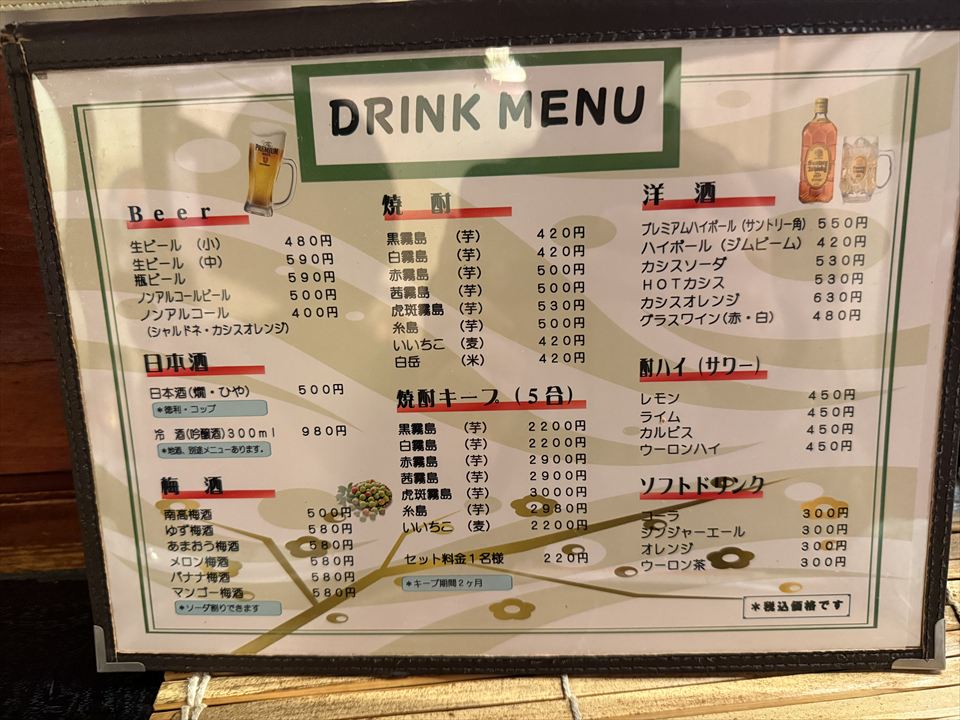 DRINK MENU
Beer
生ビール (小) 480円
生ビール (中) 590円
瓶ビール 590円
ノンアルコールビール 500円
ノンアルコール 400円
(シャルドネ・カシスオレンジ)
日本酒
日本酒(燗・ひや) 500円
*徳利・コップ
冷 酒(吟醸酒)300ml 980円
*地酒、別途メニューあります。
梅 酒
南高梅酒 500円
ゆず梅酒 580円
あまおう梅酒 580円
メロン梅酒 580円
バナナ梅酒 580円
マンゴー梅酒 580円
*ソーダ割りできます
焼 酎
黒霧島 (芋) 420円
白霧島 (芋) 420円
赤霧島 (芋) 500円
茜霧島 (芋) 500円
虎斑霧島 (芋) 530円
糸島 (芋) 500円
いいちこ (麦) 420円
白岳 (米) 420円
焼酎キープ(5合)
黒霧島 (芋) 2200円
白霧島 (芋) 2200円
赤霧島 (芋) 2900円
茜霧島 (芋) 2900円
虎斑霧島 (芋) 3000円
糸島 (芋) 2980円
いいちこ (麦) 2200円
セット料金1名様 220円
*キープ期間2ヶ月
洋 酒
プレミアムハイボール(サントリー角) 550円
ハイボール(ジムビーム) 420円
カシスソーダ 530円
HOTカシス 530円
カシスオレンジ 630円
グラスワイン(赤・白) 480円
酎ハイ(サワー)
レモン 450円
ライム 450円
カルピス 450円
ウーロンハイ 450円
ソフトドリンク
コーラ 300円
ジンジャーエール 300円
オレンジ 300円
ウーロン茶 300円
*税込価格です